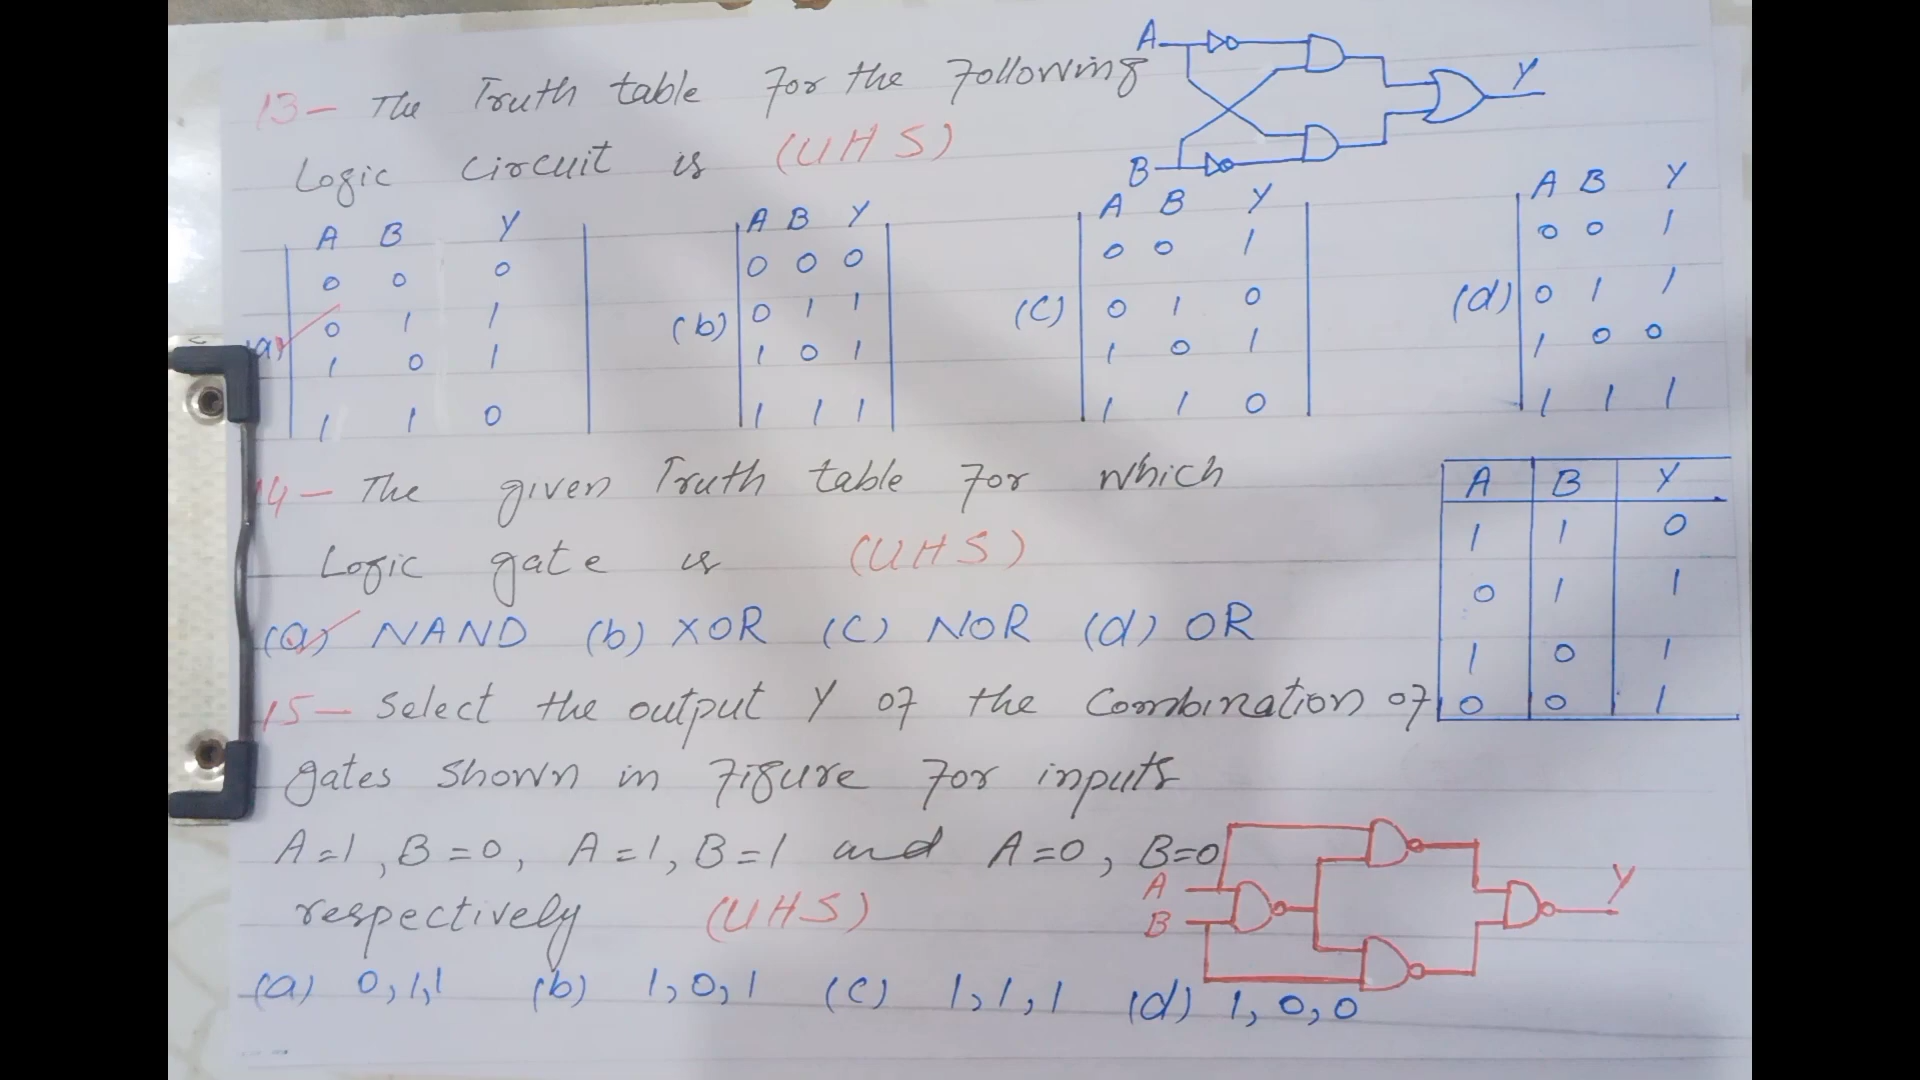 13- The Truth table for the following
Logic circuit is (UHS)
A
B
Y
(a)
A B Y
0 0 0
0 1 1
1 0 1
1 1 0
(b)
A B Y
0 0 0
0 1 1
1 0 1
1 1 1
(c)
A B Y
0 0 1
0 1 0
1 0 1
1 1 0
(d)
A B Y
0 0 1
0 1 1
1 0 0
1 1 1
14- The given Truth table for which
Logic gate is (UHS)
(a) NAND (b) XOR (c) NOR (d) OR
A B Y
1 1 0
0 1 1
1 0 1
0 0 1
15- Select the output Y of the Combination of
gates shown in figure for inputs
A=1, B=0, A=1, B=1 and A=0, B=0
respectively (UHS)
A
B
Y
(a) 0,1,1 (b) 1,0,1 (c) 1,1,1 (d) 1,0,0